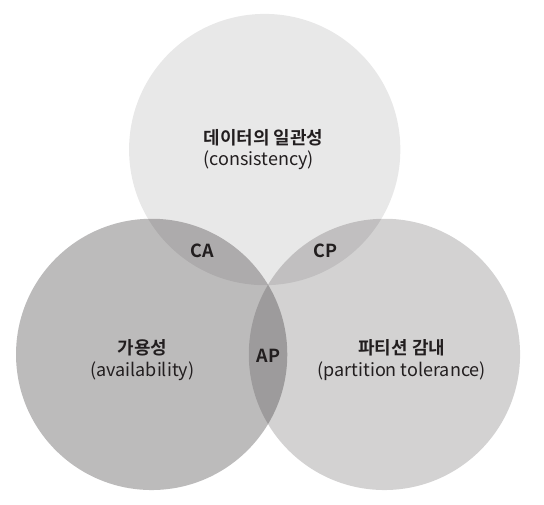 데이터의 일관성
(consistency)
CA
CP
가용성
(availability)
AP
파티션 감내
(partition tolerance)